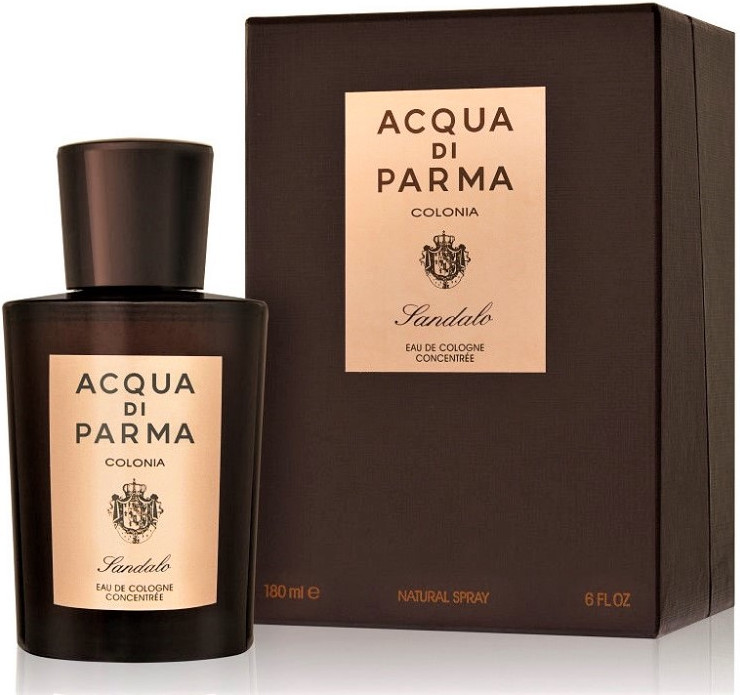 ACQUA
DI
PARMA
COLONIA
Sandalo
EAU DE COLOGNE
CONCENTRÉE
ACQUA
DI
PARMA
COLONIA
Sandalo
EAU DE COLOGNE
CONCENTRÉE
180 ml e
NATURAL SPRAY
6 FL OZ